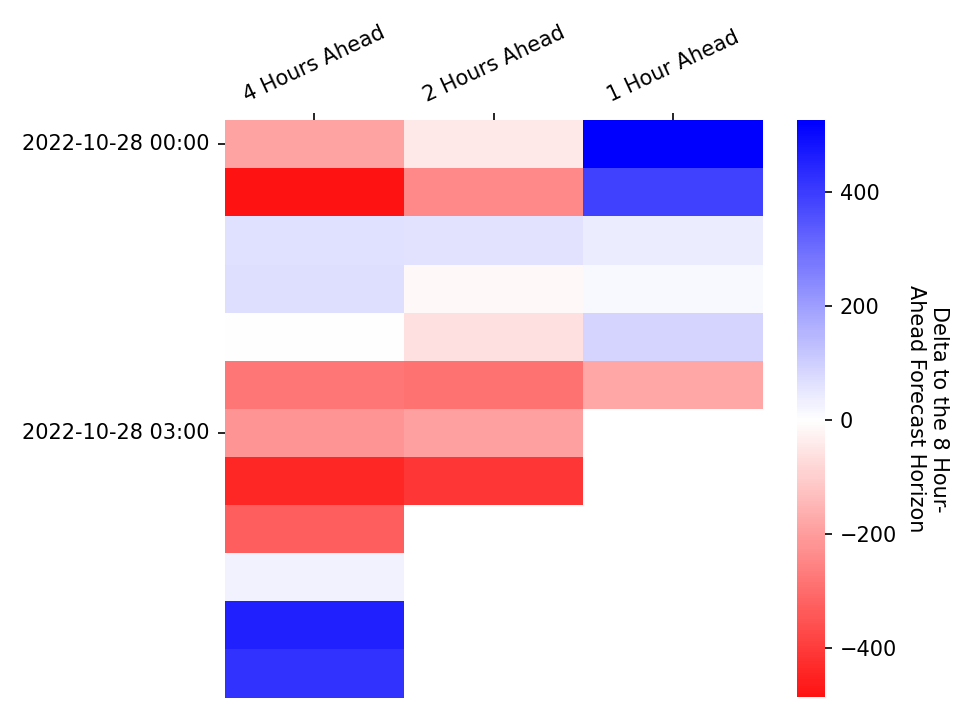 4 Hours Ahead
2 Hours Ahead
1 Hour Ahead
2022-10-28 00:00
2022-10-28 03:00
400
200
0
−200
−400
Delta to the 8 Hour-
Ahead Forecast Horizon